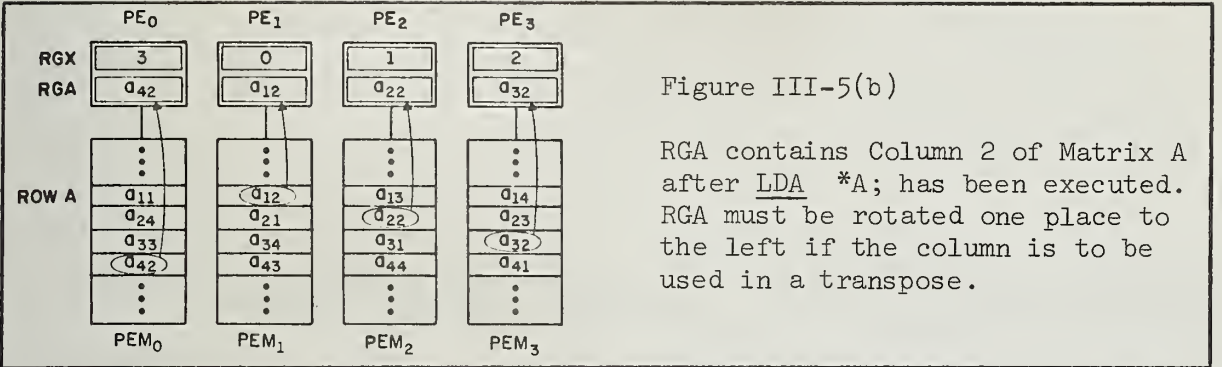 PE₀ PE₁ PE₂ PE₃
RGX 3 0 1 2
RGA a₄₂ a₁₂ a₂₂ a₃₂
ROW A a₁₁ a₁₂ a₁₃ a₁₄
a₂₄ a₂₁ a₂₂ a₂₃
a₃₃ a₃₄ a₃₁ a₃₂
a₄₂ a₄₃ a₄₄ a₄₁
PEM₀ PEM₁ PEM₂ PEM₃
Figure III-5(b)
RGA contains Column 2 of Matrix A
after LDA *A; has been executed.
RGA must be rotated one place to
the left if the column is to be
used in a transpose.